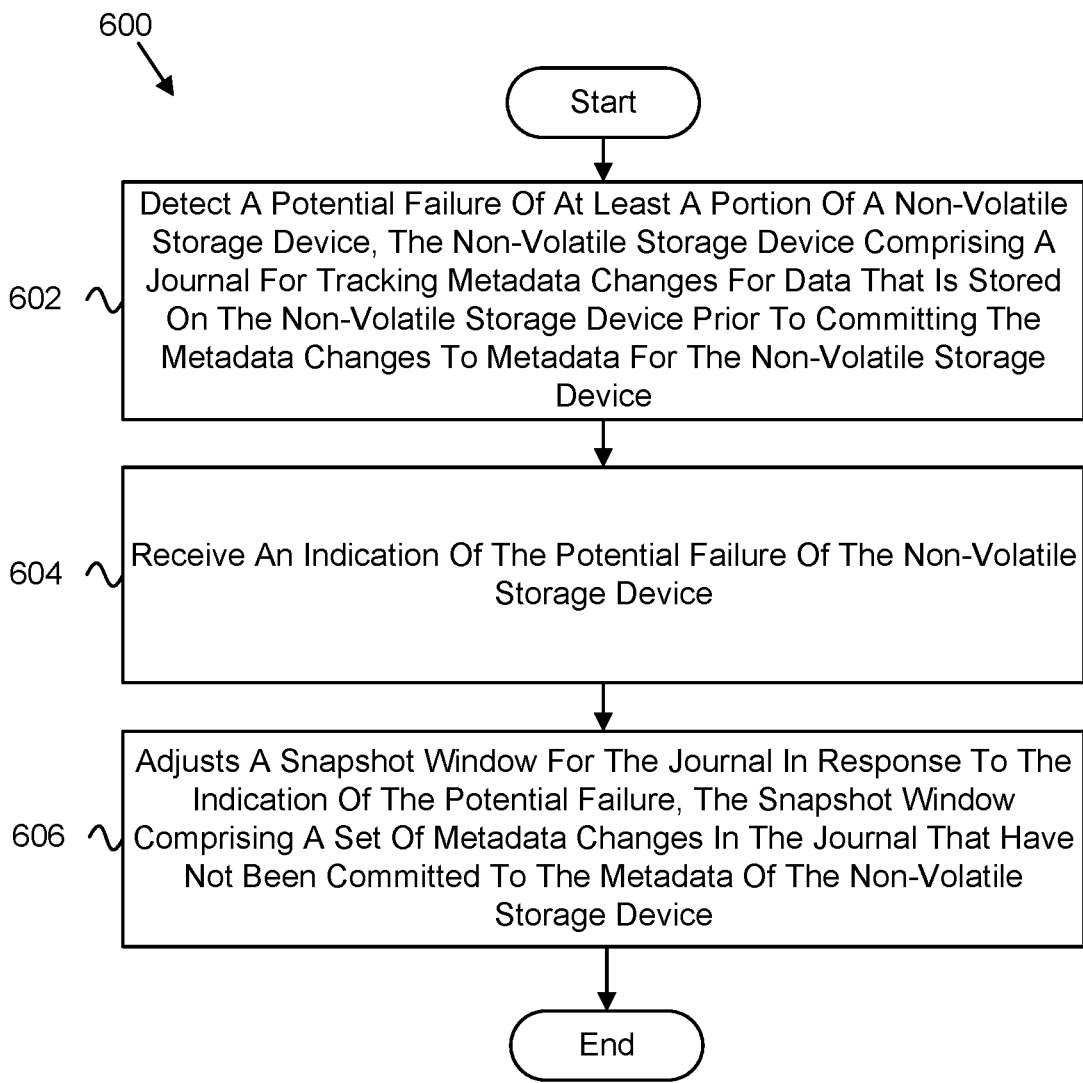 600
Start
Detect A Potential Failure Of At Least A Portion Of A Non-Volatile
Storage Device, The Non-Volatile Storage Device Comprising A
Journal For Tracking Metadata Changes For Data That Is Stored
On The Non-Volatile Storage Device Prior To Committing The
Metadata Changes To Metadata For The Non-Volatile Storage
Device
602
Receive An Indication Of The Potential Failure Of The Non-Volatile
Storage Device
604
Adjusts A Snapshot Window For The Journal In Response To The
Indication Of The Potential Failure, The Snapshot Window
Comprising A Set Of Metadata Changes In The Journal That Have
Not Been Committed To The Metadata Of The Non-Volatile
Storage Device
606
End